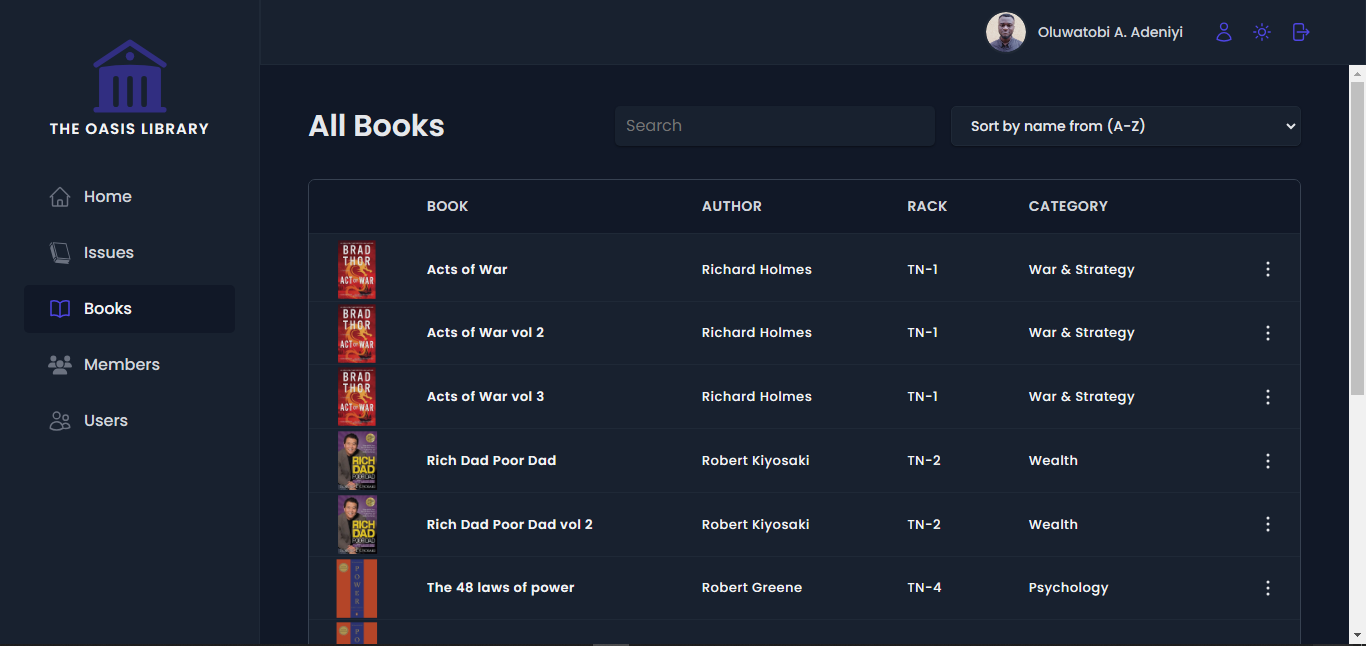 Oluwatobi A. Adeniyi
THE OASIS LIBRARY
Home
Issues
Books
Members
Users
All Books
Search
Sort by name from (A-Z)
BOOK AUTHOR RACK CATEGORY
BRAD
THOR
ACT OF WAR
Acts of War Richard Holmes TN-1 War & Strategy
BRAD
THOR
ACT OF WAR
Acts of War vol 2 Richard Holmes TN-1 War & Strategy
BRAD
THOR
ACT OF WAR
Acts of War vol 3 Richard Holmes TN-1 War & Strategy
RICH
DAD
POOR DAD
Rich Dad Poor Dad Robert Kiyosaki TN-2 Wealth
RICH
DAD
POOR DAD
Rich Dad Poor Dad vol 2 Robert Kiyosaki TN-2 Wealth
POWER
The 48 laws of power Robert Greene TN-4 Psychology
PO